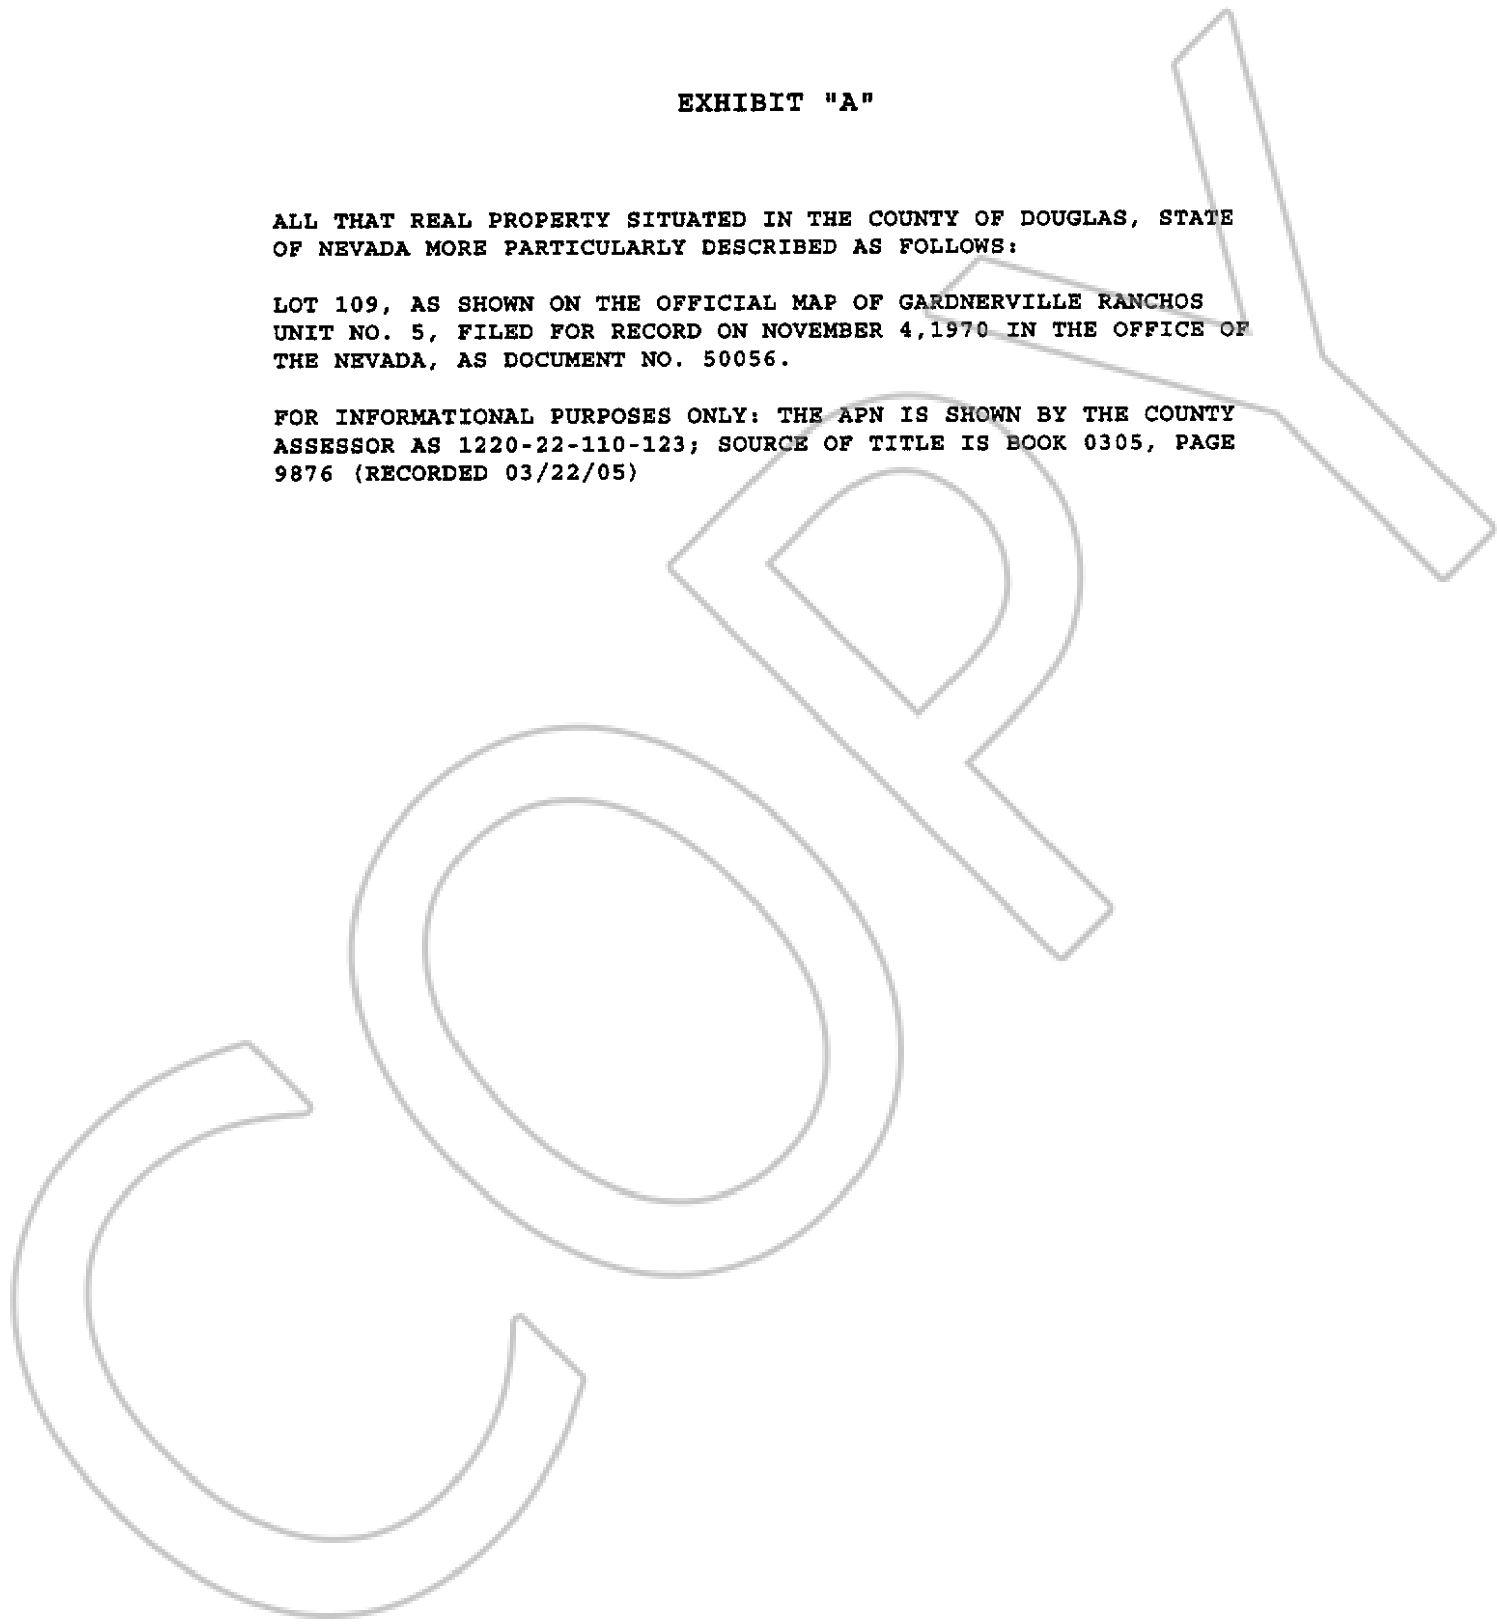 EXHIBIT "A"
ALL THAT REAL PROPERTY SITUATED IN THE COUNTY OF DOUGLAS, STATE
OF NEVADA MORE PARTICULARLY DESCRIBED AS FOLLOWS:
LOT 109, AS SHOWN ON THE OFFICIAL MAP OF GARDNERVILLE RANCHOS
UNIT NO. 5, FILED FOR RECORD ON NOVEMBER 4,1970 IN THE OFFICE OF
THE NEVADA, AS DOCUMENT NO. 50056.
FOR INFORMATIONAL PURPOSES ONLY: THE APN IS SHOWN BY THE COUNTY
ASSESSOR AS 1220-22-110-123; SOURCE OF TITLE IS BOOK 0305, PAGE
9876 (RECORDED 03/22/05)
COPY